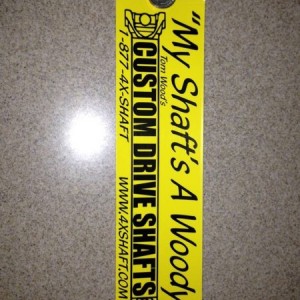 "My Shaft's A Woody
Tom Wood's
CUSTOM DRIVE SHAFTS
1-877-4X-SHAFT WWW.4XSHAFT.COM